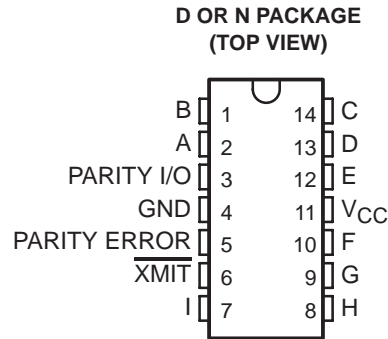 D OR N PACKAGE
(TOP VIEW)
B 1 14 C
A 2 13 D
PARITY I/O 3 12 E
GND 4 11 VCC
PARITY ERROR 5 10 F
XMIT 6 9 G
I 7 8 H